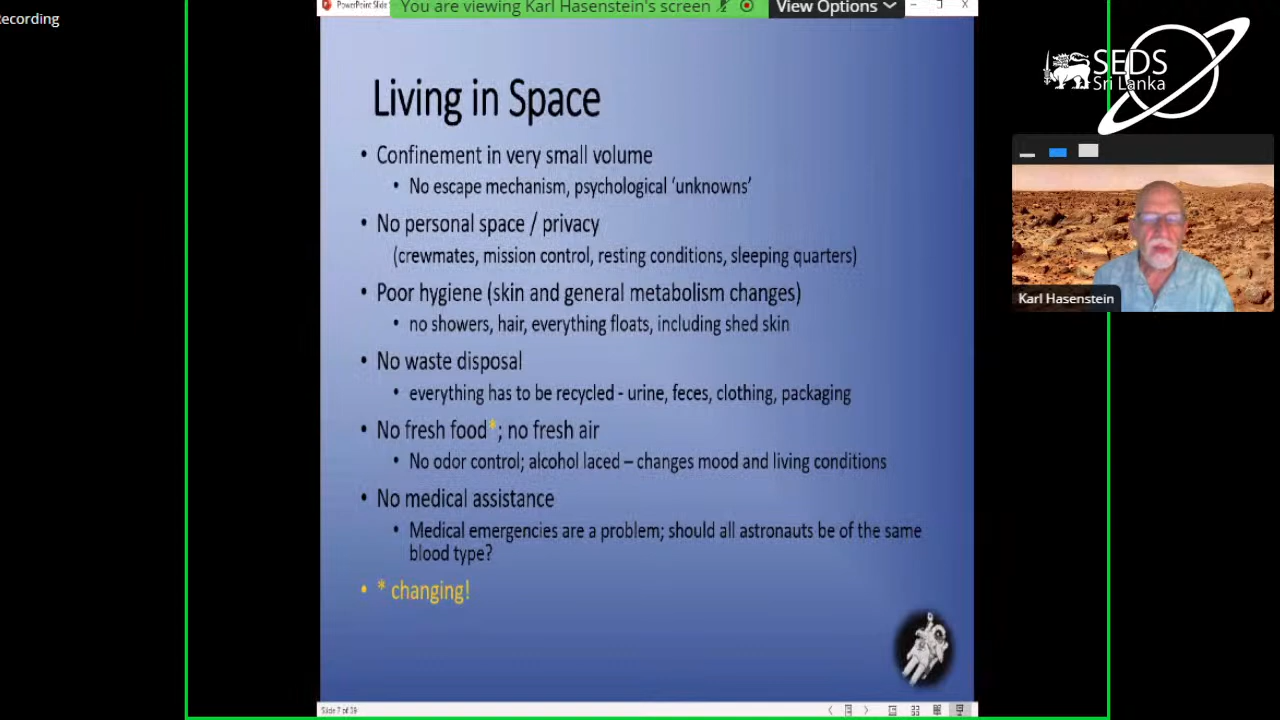 Recording
PowerPoint Slide
You are viewing Karl Hasenstein's screen
View Options
SEDS
Sri Lanka
Living in Space
• Confinement in very small volume
• No escape mechanism, psychological 'unknowns'
• No personal space / privacy
(crewmates, mission control, resting conditions, sleeping quarters)
• Poor hygiene (skin and general metabolism changes)
• no showers, hair, everything floats, including shed skin
• No waste disposal
• everything has to be recycled - urine, feces, clothing, packaging
• No fresh food*; no fresh air
• No odor control; alcohol laced – changes mood and living conditions
• No medical assistance
• Medical emergencies are a problem; should all astronauts be of the same
blood type?
• * changing!
Karl Hasenstein
Slide 7 of 39